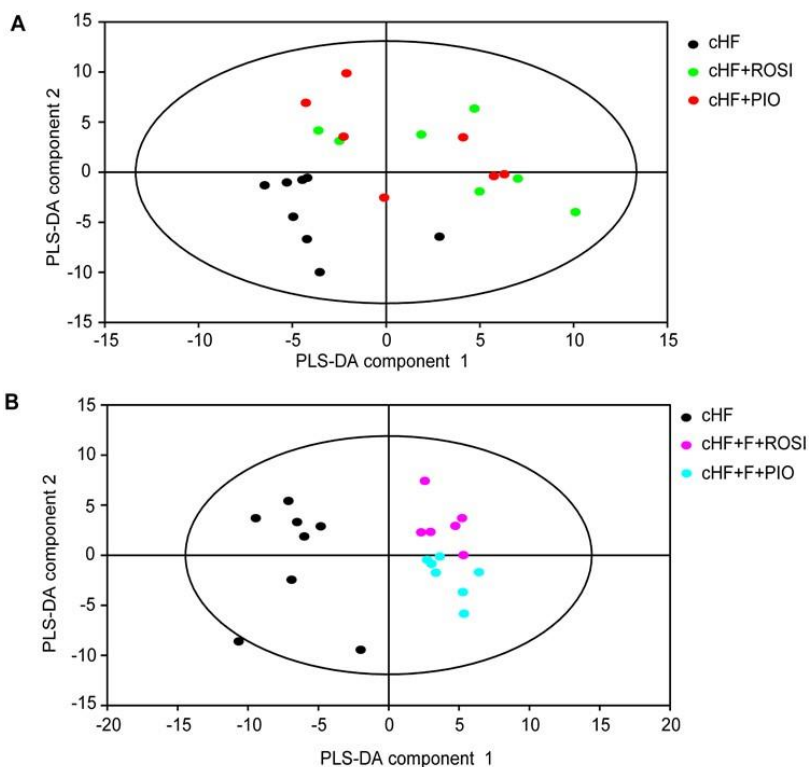 A
15
10
5
0
-5
-10
-15
PLS-DA component 2
-15 -10 -5 0 5 10 15
PLS-DA component 1
cHF
cHF+ROSI
cHF+PIO
B
15
10
5
0
-5
-10
-15
PLS-DA component 2
-20 -15 -10 -5 0 5 10 15 20
PLS-DA component 1
cHF
cHF+F+ROSI
cHF+F+PIO